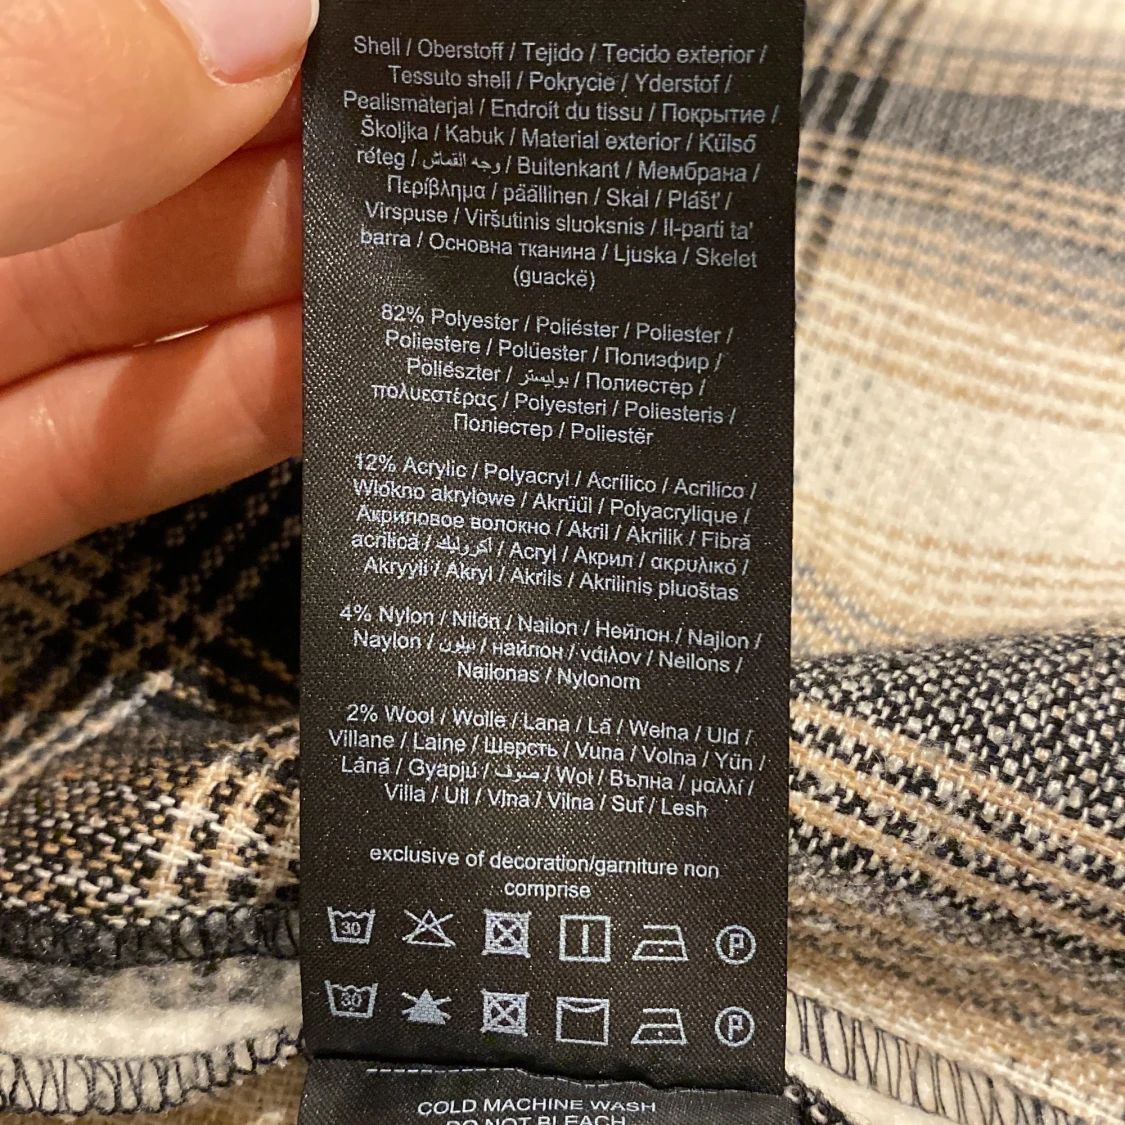 Shell / Oberstoff / Tejido / Tecido exterior /
Tessuto shell / Pokrycie / Yderstof /
Pealismaterjal / Endroit du tissu / Покрытие /
Školjka / Kabuk / Material exterior / Külső
réteg / وجه القماش / Buitenkant / Мембрана /
Περίβλημα / päällinen / Skal / Plášť /
Virspuse / Viršutinis sluoksnis / Il-parti ta'
barra / Основна тканина / Ljuska / Skelet
(guackë)
82% Polyester / Poliéster / Poliester /
Poliestere / Polüester / Полиэфир /
Poliészter / بوليستر / Полиестер /
πολυεστέρας / Polyesteri / Poliesteris /
Поліестер / Poliestër
12% Acrylic / Polyacryl / Acrílico / Acrilico /
Włókno akrylowe / Akrüül / Polyacrylique /
Акриловое волокно / Akril / Akrilik / Fibră
acrilică / أكريليك / Acryl / Акрил / ακρυλικό /
Akryyli / Akryl / Akrils / Akrilinis pluoštas
4% Nylon / Nilón / Nailon / Нейлон / Najlon /
Naylon / نيلون / найлон / νάιλον / Neilons /
Nailonas / Nylonom
2% Wool / Wolle / Lana / Lã / Wełna / Uld /
Villane / Laine / Шерсть / Vuna / Volna / Yün /
Lână / Gyapjú / صوف / Wol / Вълна / μαλλί /
Villa / Ull / Vlna / Vilna / Suf / Lesh
exclusive of decoration/garniture non
comprise
30 P
30 P
COLD MACHINE WASH
DO NOT BLEACH